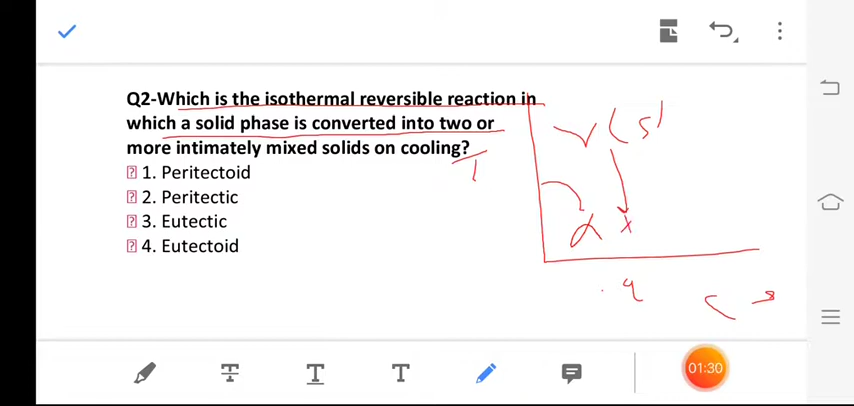 Q2-Which is the isothermal reversible reaction in
which a solid phase is converted into two or
more intimately mixed solids on cooling?
1. Peritectoid
2. Peritectic
3. Eutectic
4. Eutectoid
T
γ (s)
α x
T T T
01:30